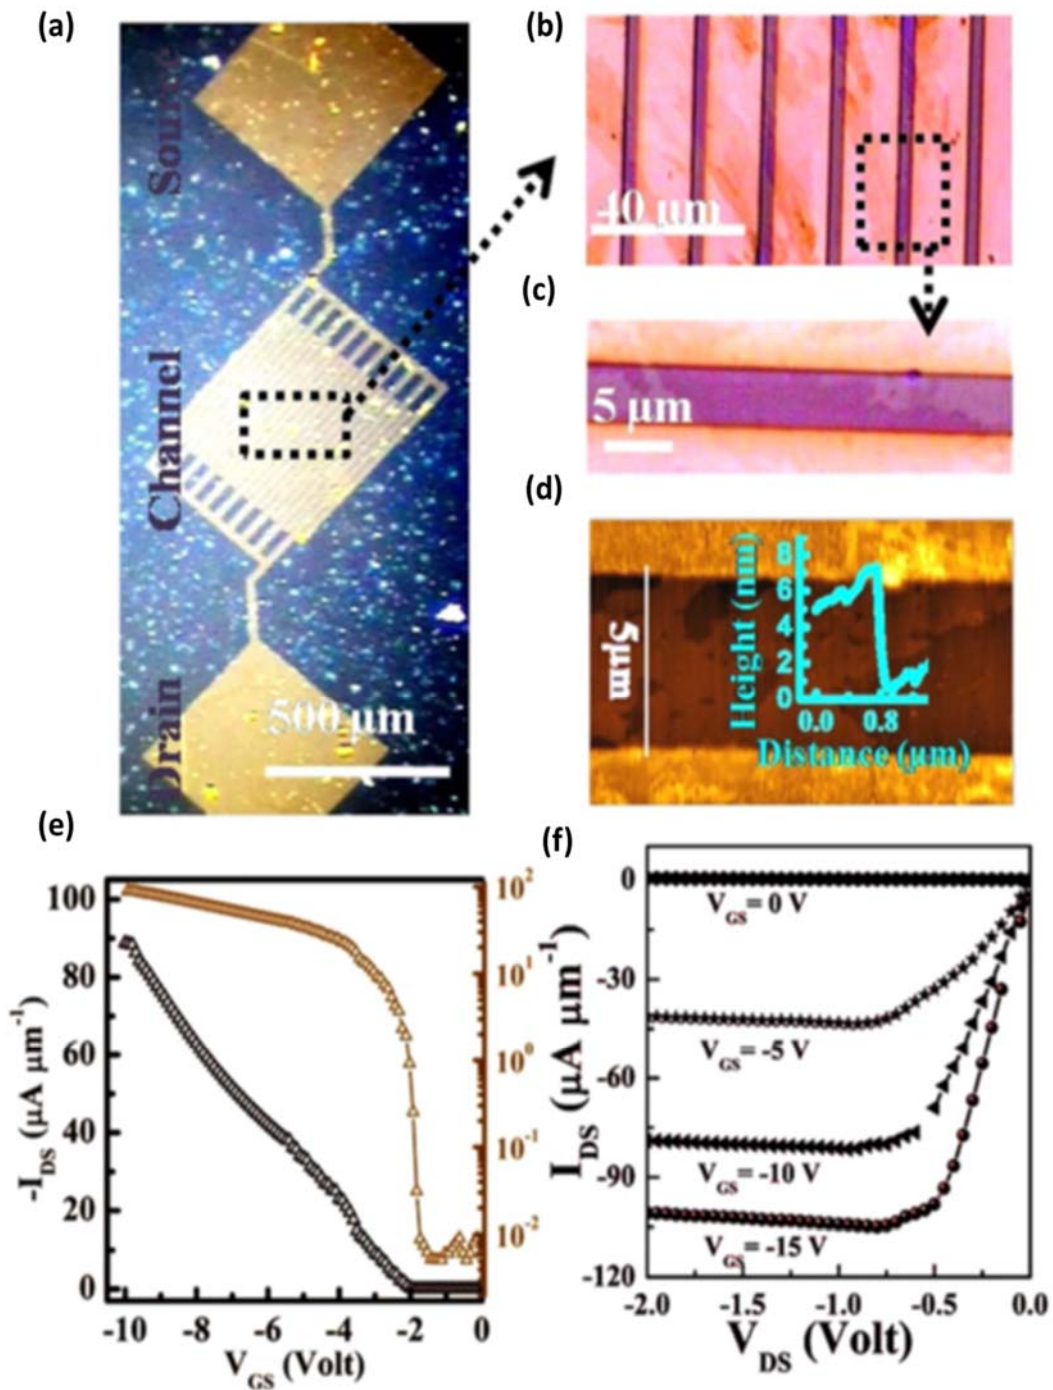 (a)
Source
Channel
Drain
500 μm
(b)
40 μm
(c)
5 μm
(d)
5μm
Height (nm)
8
6
4
2
0
0.0 0.8
Distance (μm)
(e)
-I_DS (μA μm⁻¹)
100
80
60
40
20
0
10²
10¹
10⁰
10⁻¹
10⁻²
-10 -8 -6 -4 -2 0
V_GS (Volt)
(f)
I_DS (μA μm⁻¹)
0
-30
-60
-90
-120
V_GS= 0 V
V_GS= -5 V
V_GS= -10 V
V_GS= -15 V
-2.0 -1.5 -1.0 -0.5 0.0
V_DS (Volt)